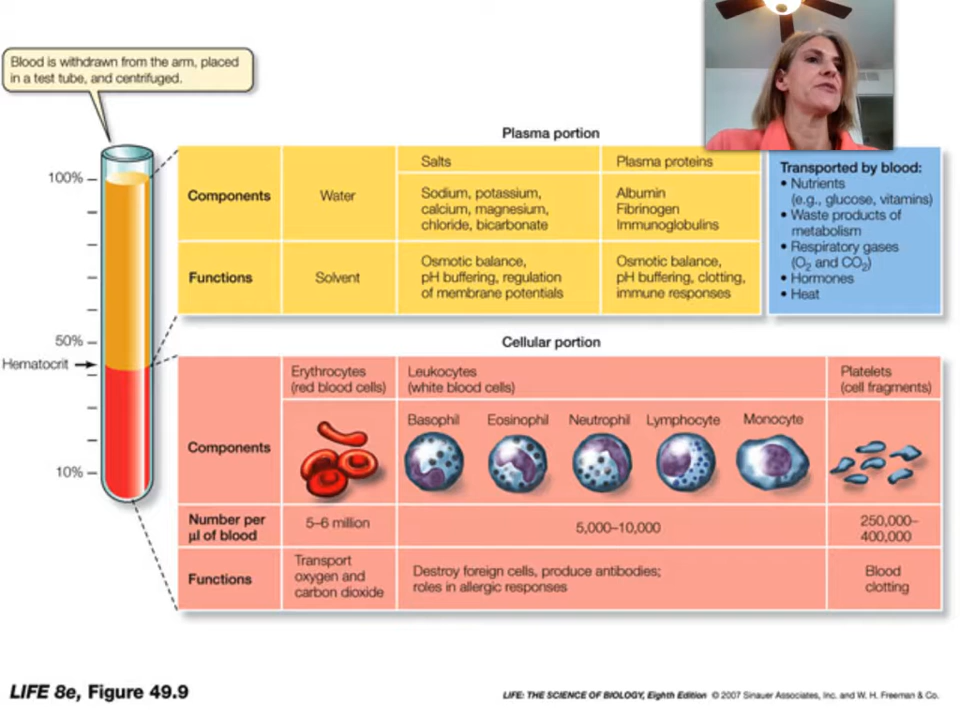 Blood is withdrawn from the arm, placed
in a test tube, and centrifuged.
100%
50%
Hematocrit
10%
Plasma portion
Components
Water
Salts
Sodium, potassium,
calcium, magnesium,
chloride, bicarbonate
Plasma proteins
Albumin
Fibrinogen
Immunoglobulins
Functions
Solvent
Osmotic balance,
pH buffering, regulation
of membrane potentials
Osmotic balance,
pH buffering, clotting,
immune responses
Transported by blood:
• Nutrients
(e.g., glucose, vitamins)
• Waste products of
metabolism
• Respiratory gases
(O₂ and CO₂)
• Hormones
• Heat
Cellular portion
Components
Erythrocytes
(red blood cells)
Leukocytes
(white blood cells)
Basophil Eosinophil Neutrophil Lymphocyte Monocyte
Platelets
(cell fragments)
Number per
μl of blood
5–6 million
5,000–10,000
250,000–
400,000
Functions
Transport
oxygen and
carbon dioxide
Destroy foreign cells, produce antibodies;
roles in allergic responses
Blood
clotting
LIFE 8e, Figure 49.9
LIFE: THE SCIENCE OF BIOLOGY, Eighth Edition © 2007 Sinauer Associates, Inc. and W. H. Freeman & Co.